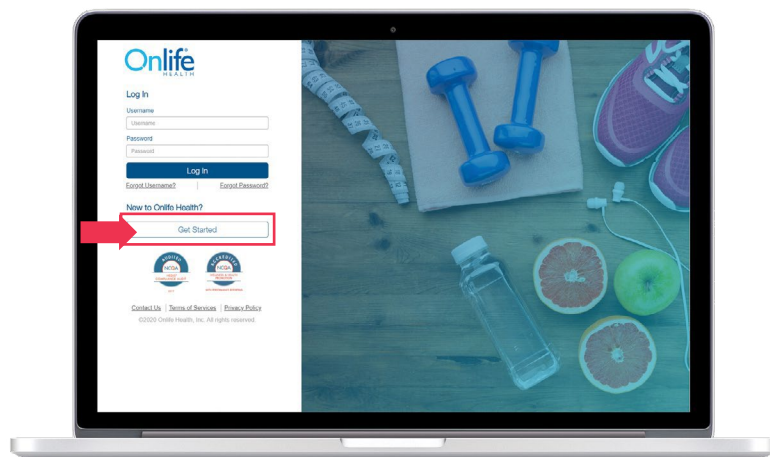 Onlife
HEALTH
Log In
Username
Username
Password
Password
Log In
Forgot Username? | Forgot Password?
New to Onlife Health?
Get Started
NCQA
NCQA
Contact Us | Terms of Services | Privacy Policy
©2020 Onlife Health, Inc. All rights reserved.